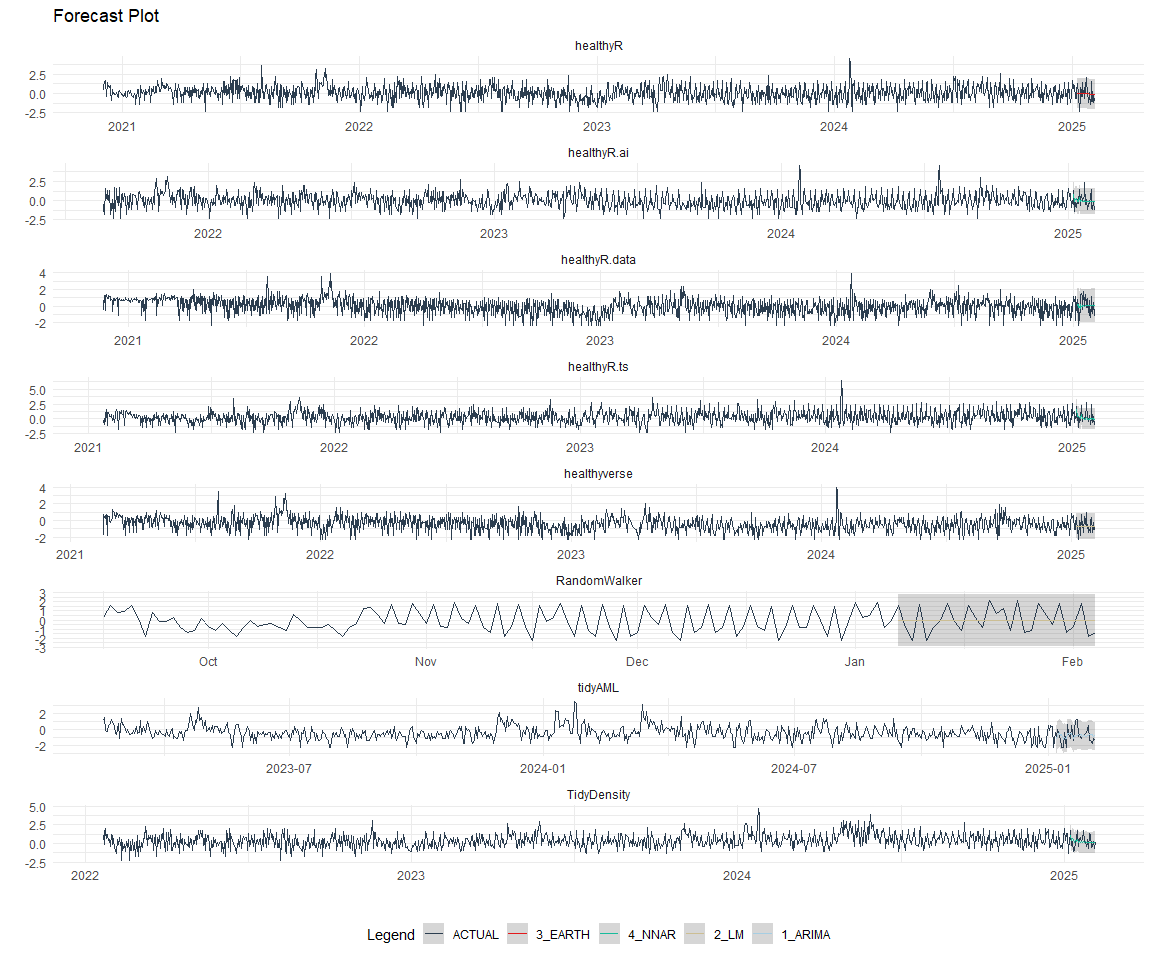 Forecast Plot
healthyR
2.5
0.0
-2.5
2021 2022 2023 2024 2025
healthyR.ai
2.5
0.0
-2.5
2022 2023 2024 2025
healthyR.data
4
2
0
-2
2021 2022 2023 2024 2025
healthyR.ts
5.0
2.5
0.0
-2.5
2021 2022 2023 2024 2025
healthyverse
4
2
0
-2
2021 2022 2023 2024 2025
RandomWalker
3
2
1
0
-1
-2
-3
Oct Nov Dec Jan Feb
tidyAML
2
0
-2
2023-07 2024-01 2024-07 2025-01
TidyDensity
5.0
2.5
0.0
-2.5
2022 2023 2024 2025
Legend ACTUAL 3_EARTH 4_NNAR 2_LM 1_ARIMA